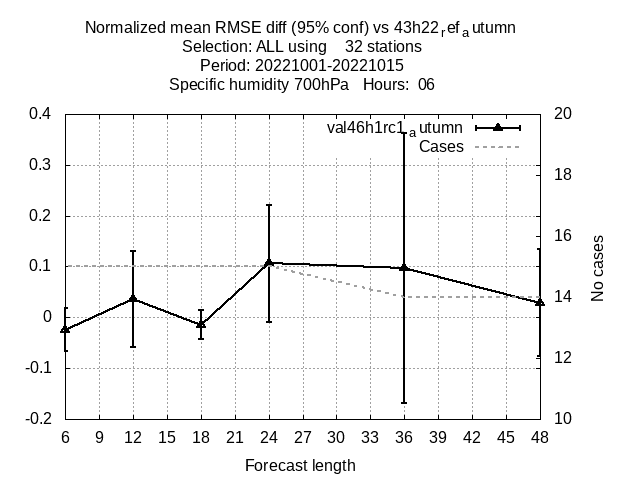 Normalized mean RMSE diff (95% conf) vs 43h22ref autumn
Selection: ALL using    32 stations
Period: 20221001-20221015
Specific humidity 700hPa   Hours:  06
val46h1rc1autumn
Cases
0.4
0.3
0.2
0.1
0
-0.1
-0.2
20
18
16
14
12
10
No cases
6 9 12 15 18 21 24 27 30 33 36 39 42 45 48
Forecast length